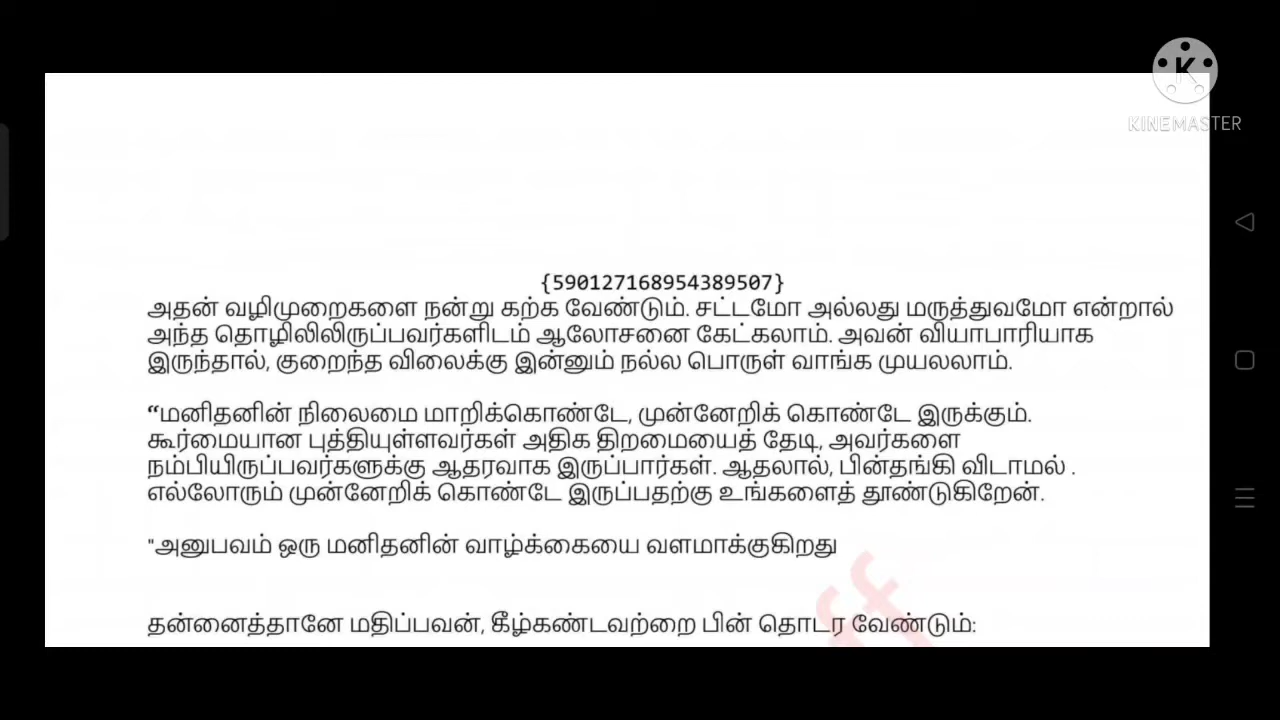 KINEMASTER
{590127168954389507}
அதன் வழிமுறைகளை நன்று கற்க வேண்டும். சட்டமோ அல்லது மருத்துவமோ என்றால்
அந்த தொழிலிலிருப்பவர்களிடம் ஆலோசனை கேட்கலாம். அவன் வியாபாரியாக
இருந்தால், குறைந்த விலைக்கு இன்னும் நல்ல பொருள் வாங்க முயலலாம்.
“மனிதனின் நிலைமை மாறிக்கொண்டே, முன்னேறிக் கொண்டே இருக்கும்.
கூர்மையான புத்தியுள்ளவர்கள் அதிக திறமையைத் தேடி, அவர்களை
நம்பியிருப்பவர்களுக்கு ஆதரவாக இருப்பார்கள். ஆதலால், பின்தங்கி விடாமல் .
எல்லோரும் முன்னேறிக் கொண்டே இருப்பதற்கு உங்களைத் தூண்டுகிறேன்.
"அனுபவம் ஒரு மனிதனின் வாழ்க்கையை வளமாக்குகிறது
தன்னைத்தானே மதிப்பவன், கீழ்கண்டவற்றை பின் தொடர வேண்டும்: